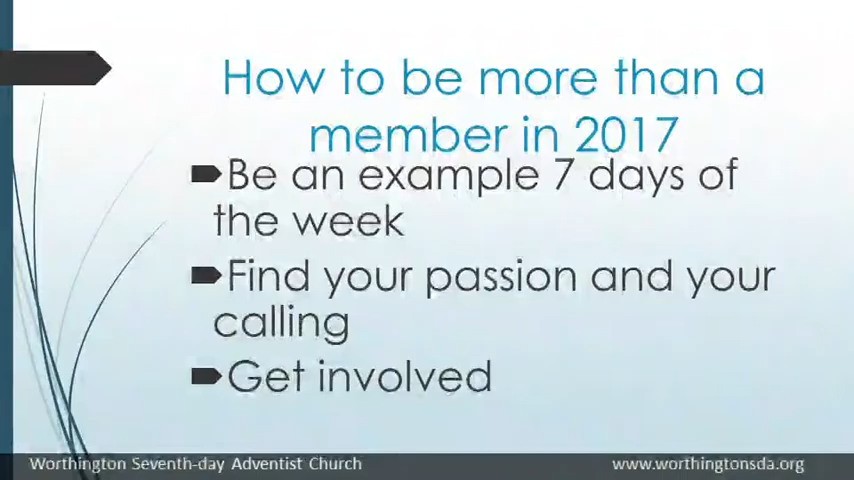 How to be more than a
member in 2017
Be an example 7 days of
the week
Find your passion and your
calling
Get involved
Worthington Seventh-day Adventist Church
www.worthingtonsda.org